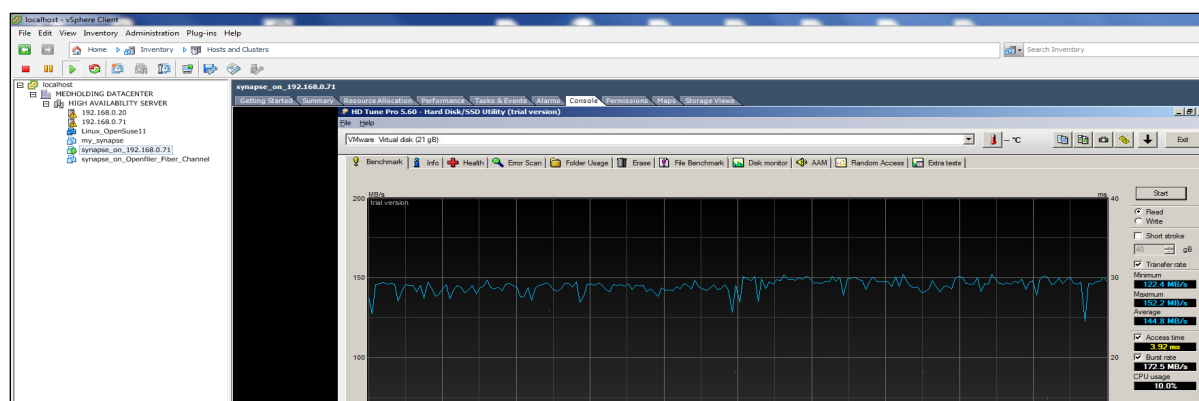 localhost - vSphere Client
File Edit View Inventory Administration Plug-ins Help
Home Inventory Hosts and Clusters
Search Inventory
localhost
MEDHOLDING DATACENTER
HIGH AVAILABILITY SERVER
192.168.0.20
192.168.0.71
Linux_OpenSuse11
my_synapse
synapse_on_192.168.0.71
synapse_on_Openfiler_Fiber_Channel
synapse_on_192.168.0.71
Getting Started Summary Resource Allocation Performance Tasks & Events Alarms Console Permissions Maps Storage Views
HD Tune Pro 5.60 - Hard Disk/SSD Utility (trial version)
File Help
VMware Virtual disk (21 gB)
– °C
Exit
Benchmark Info Health Error Scan Folder Usage Erase File Benchmark Disk monitor AAM Random Access Extra tests
MB/s
ms
200
40
trial version
150
30
100
20
Start
Read
Write
Short stroke
40 gB
Transfer rate
Minimum
122.4 MB/s
Maximum
152.2 MB/s
Average
144.8 MB/s
Access time
3.92 ms
Burst rate
172.5 MB/s
CPU usage
10.0%